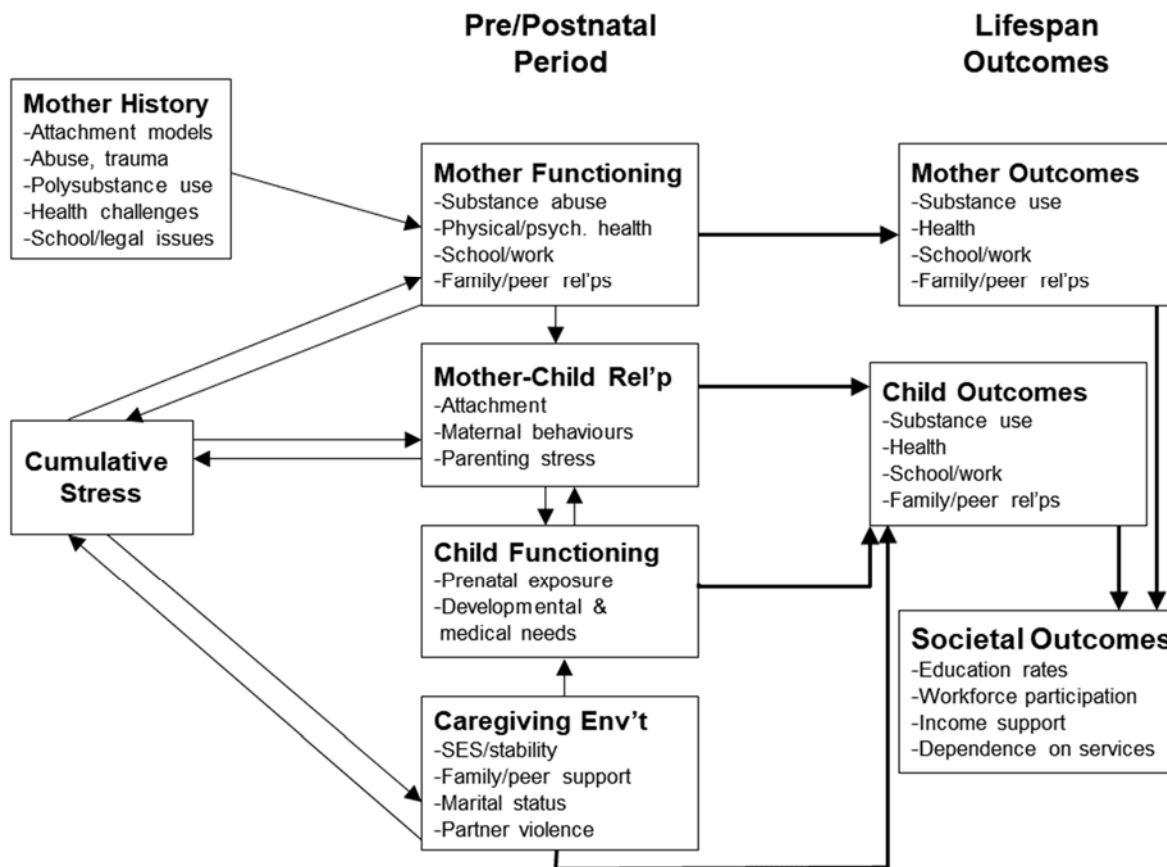 Pre/Postnatal
Period
Lifespan
Outcomes
Mother History
-Attachment models
-Abuse, trauma
-Polysubstance use
-Health challenges
-School/legal issues
Mother Functioning
-Substance abuse
-Physical/psych. health
-School/work
-Family/peer rel'ps
Mother Outcomes
-Substance use
-Health
-School/work
-Family/peer rel'ps
Mother-Child Rel'p
-Attachment
-Maternal behaviours
-Parenting stress
Child Outcomes
-Substance use
-Health
-School/work
-Family/peer rel'ps
Cumulative
Stress
Child Functioning
-Prenatal exposure
-Developmental &
medical needs
Societal Outcomes
-Education rates
-Workforce participation
-Income support
-Dependence on services
Caregiving Env't
-SES/stability
-Family/peer support
-Marital status
-Partner violence